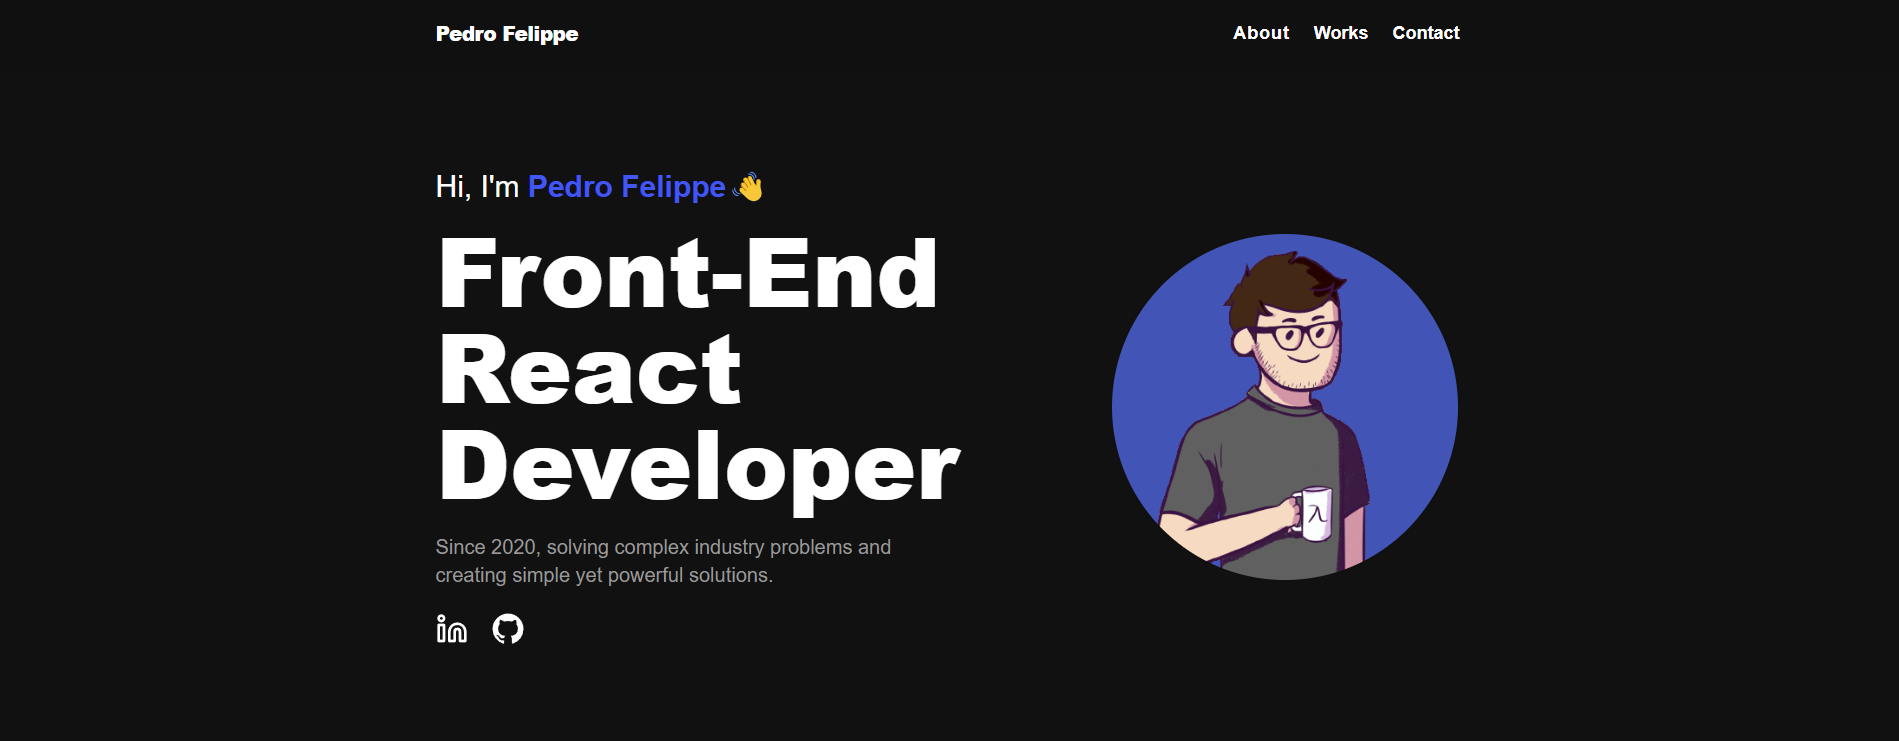 Pedro Felippe
About Works Contact
Hi, I'm Pedro Felippe 👋
Front-End
React
Developer
Since 2020, solving complex industry problems and
creating simple yet powerful solutions.
in
λ